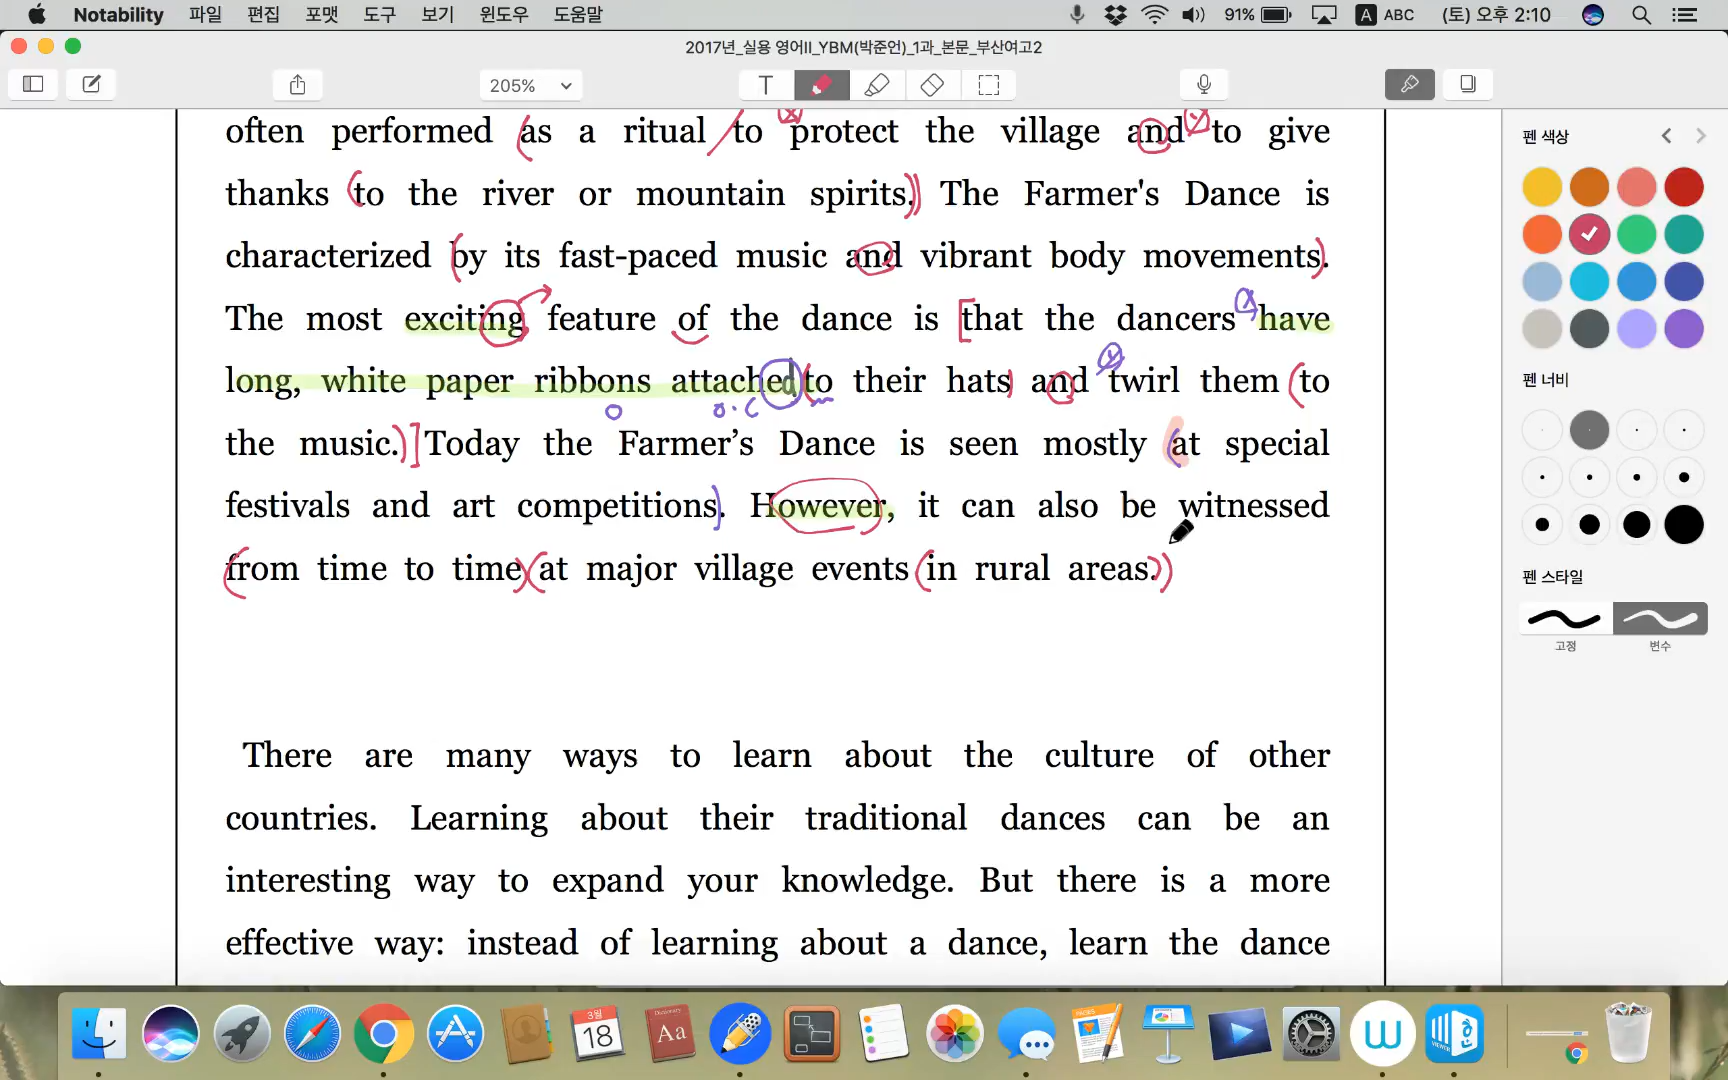 Notability 파일 편집 포맷 도구 보기 윈도우 도움말 91% A ABC (토) 오후 2:10
2017년_실용 영어II_YBM(박준언)_1과_본문_부산여고2
205% T
often performed as a ritual to protect the village and to give
thanks to the river or mountain spirits. The Farmer's Dance is
characterized by its fast-paced music and vibrant body movements.
The most exciting feature of the dance is that the dancers have
long, white paper ribbons attached to their hats and twirl them to
the music. Today the Farmer's Dance is seen mostly at special
festivals and art competitions. However, it can also be witnessed
from time to time at major village events in rural areas.
There are many ways to learn about the culture of other
countries. Learning about their traditional dances can be an
interesting way to expand your knowledge. But there is a more
effective way: instead of learning about a dance, learn the dance
펜 색상
펜 너비
펜 스타일
고정 변수
3월
18
Dictionary
Aa
W
VIEWER 한